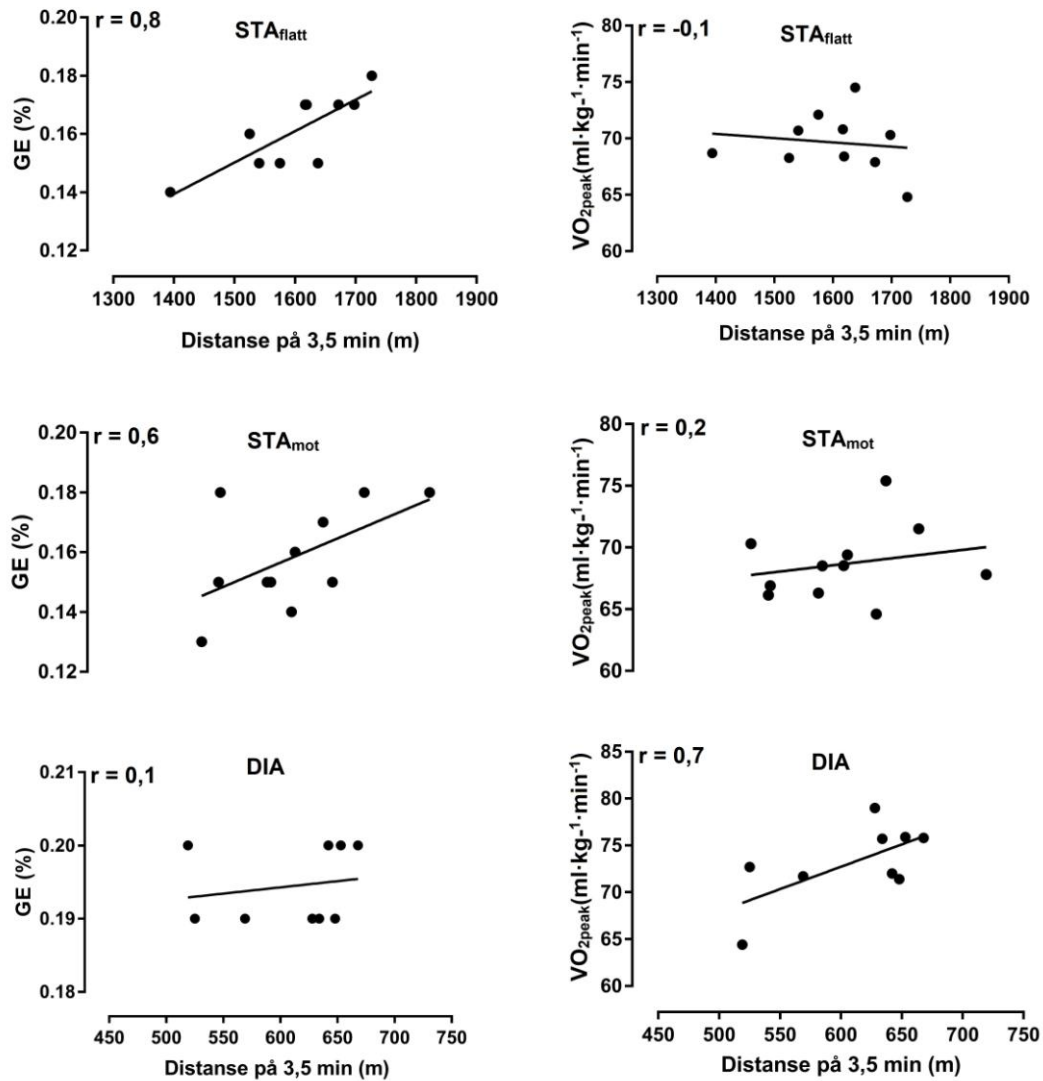 r = 0,8
STAflatt
GE (%)
0.20
0.18
0.16
0.14
0.12
1300 1400 1500 1600 1700 1800 1900
Distanse på 3,5 min (m)
r = -0,1
STAflatt
VO2peak(ml·kg-1·min-1)
80
75
70
65
60
1300 1400 1500 1600 1700 1800 1900
Distanse på 3,5 min (m)
r = 0,6
STAmot
GE (%)
0.20
0.18
0.16
0.14
0.12
r = 0,2
STAmot
VO2peak(ml·kg-1·min-1)
80
75
70
65
60
r = 0,1
DIA
GE (%)
0.21
0.20
0.19
0.18
450 500 550 600 650 700 750
Distanse på 3,5 min (m)
r = 0,7
DIA
VO2peak(ml·kg-1·min-1)
85
80
75
70
65
60
450 500 550 600 650 700 750
Distanse på 3,5 min (m)